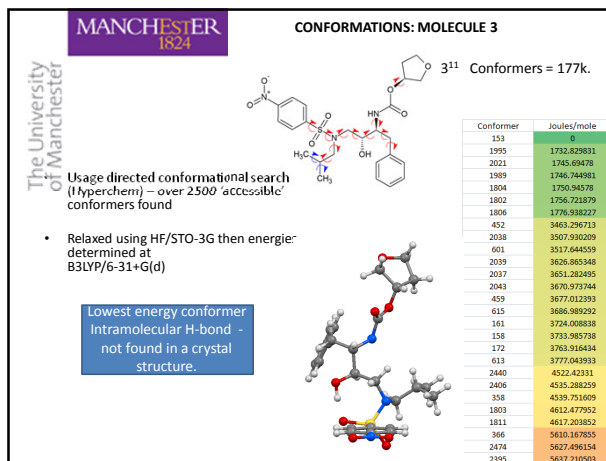 MANCHESTER
1824
The University
of Manchester
CONFORMATIONS: MOLECULE 3
3¹¹ Conformers = 177k.
O⁻
N⁺
O
O
S
O
N
H₃C
CH₃
OH
HN
O
O
O
• Usage directed conformational search
(Hyperchem) – over 2500 'accessible'
conformers found
• Relaxed using HF/STO-3G then energies
determined at
B3LYP/6-31+G(d)
Lowest energy conformer
Intramolecular H-bond -
not found in a crystal
structure.
Conformer Joules/mole
153 0
1995 1732.829831
2021 1745.69478
1989 1746.744981
1804 1750.94578
1802 1756.721879
1806 1776.938227
452 3463.296713
2038 3507.930209
601 3517.644559
2039 3626.865348
2037 3651.282495
2043 3670.973744
459 3677.012393
615 3686.989292
161 3724.008838
158 3733.985738
172 3763.916434
613 3777.043933
2440 4522.42331
2406 4535.288259
358 4539.751609
1803 4612.477952
1811 4617.203852
366 5610.167855
2474 5627.496154
2395 5637.210503